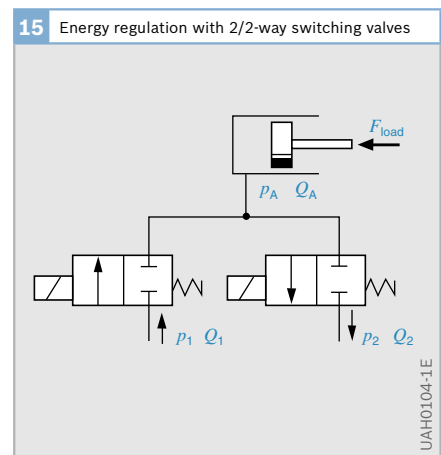 15 Energy regulation with 2/2-way switching valves
F_load
p_A Q_A
p_1 Q_1
p_2 Q_2
UAH0104-1E